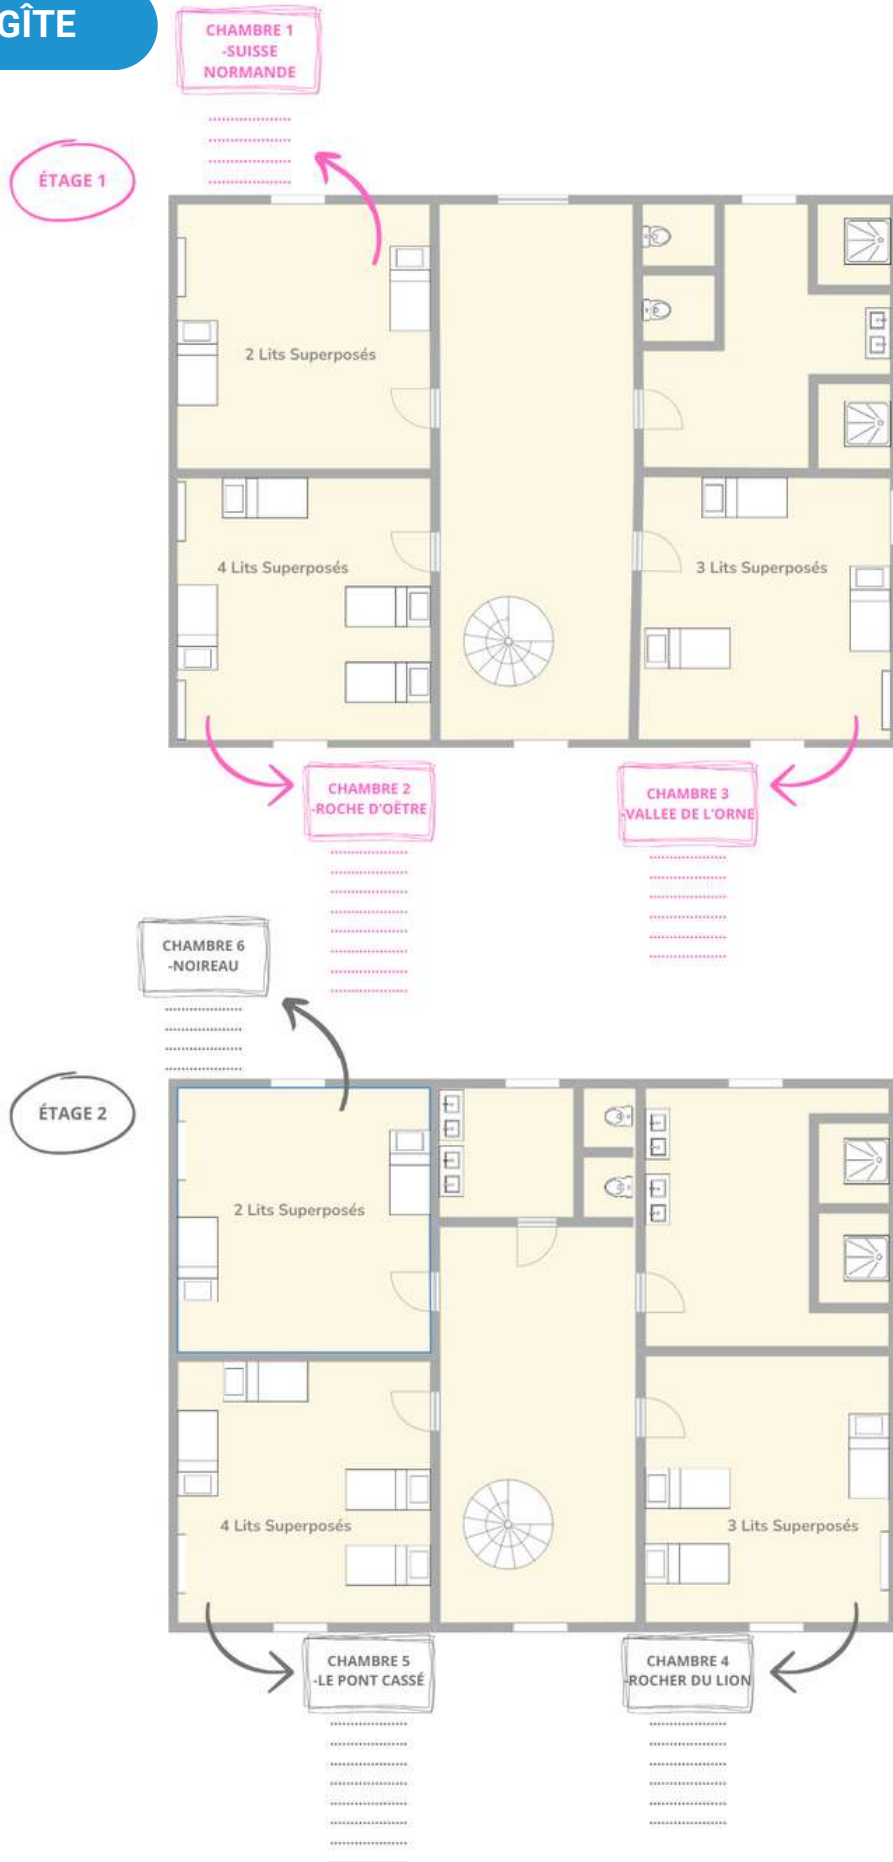 GÎTE
CHAMBRE 1
-SUISSE
NORMANDE
ÉTAGE 1
2 Lits Superposés
4 Lits Superposés
3 Lits Superposés
CHAMBRE 2
-ROCHE D'OËTRE
CHAMBRE 3
-VALLEE DE L'ORNE
CHAMBRE 6
-NOIREAU
ÉTAGE 2
2 Lits Superposés
4 Lits Superposés
3 Lits Superposés
CHAMBRE 5
-LE PONT CASSÉ
CHAMBRE 4
-ROCHER DU LION